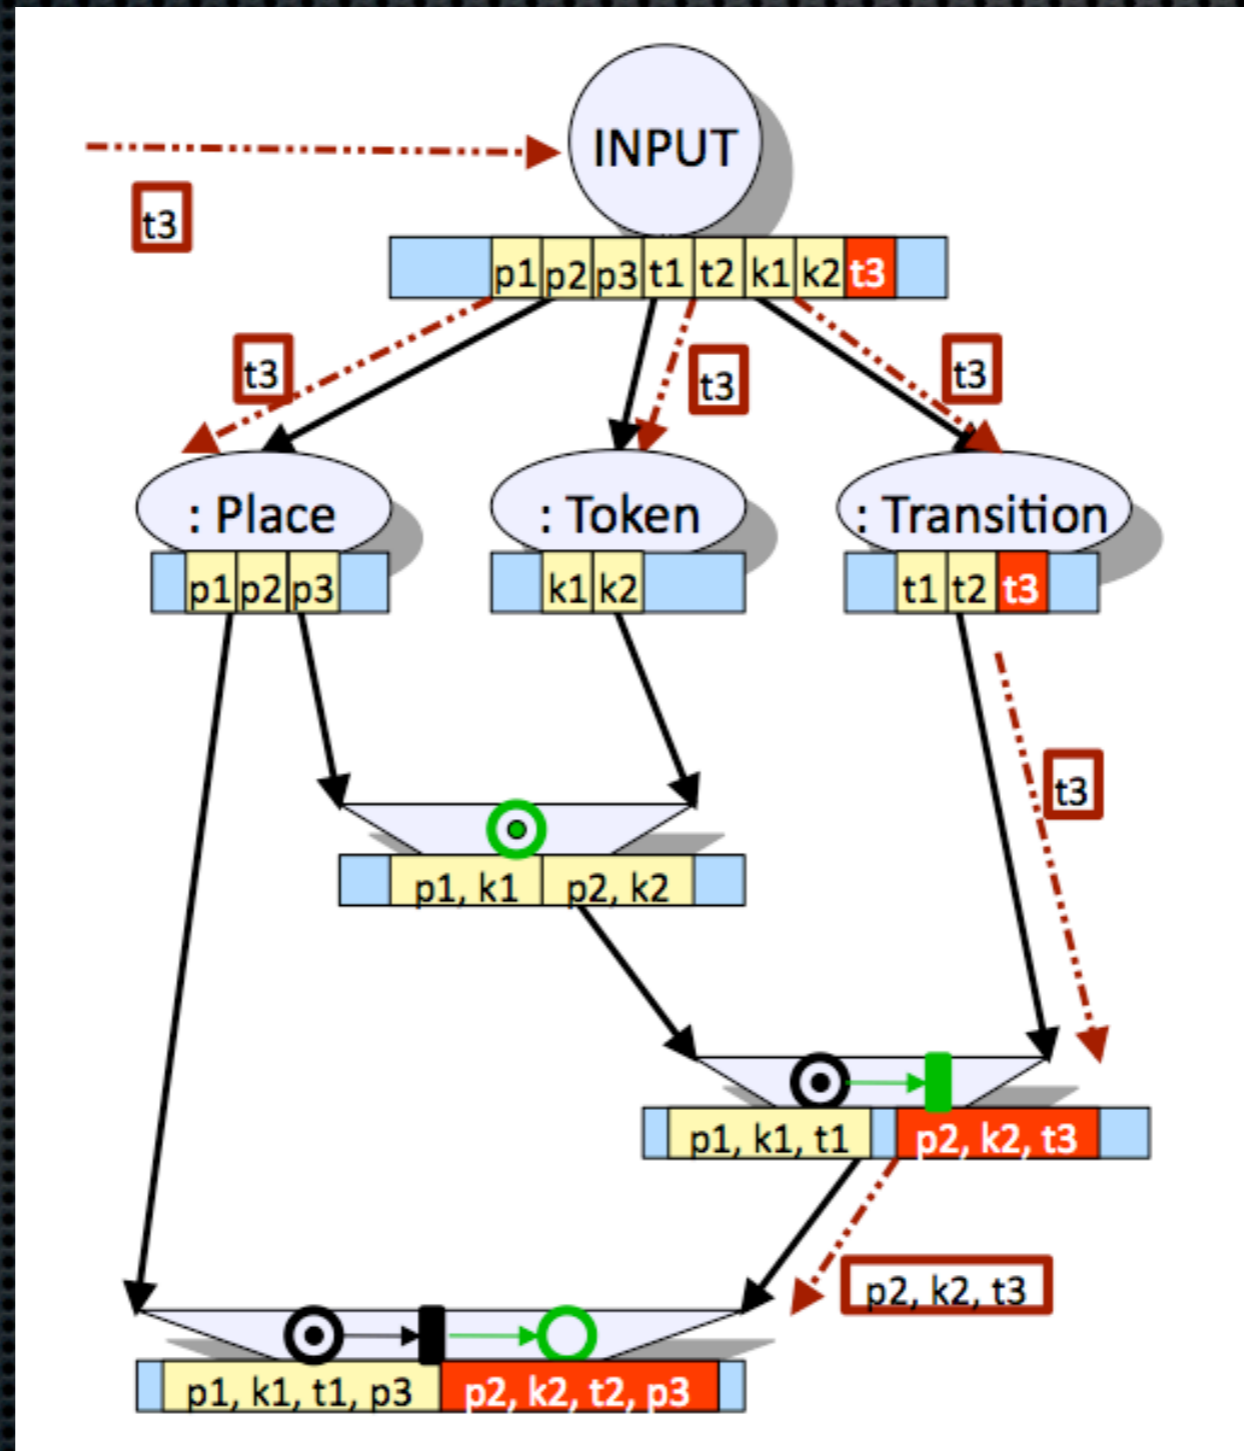 INPUT
t3
p1 p2 p3 t1 t2 k1 k2 t3
t3
t3
t3
: Place
: Token
: Transition
p1 p2 p3
k1 k2
t1 t2 t3
t3
p1, k1 p2, k2
p1, k1, t1 p2, k2, t3
p2, k2, t3
p1, k1, t1, p3 p2, k2, t2, p3